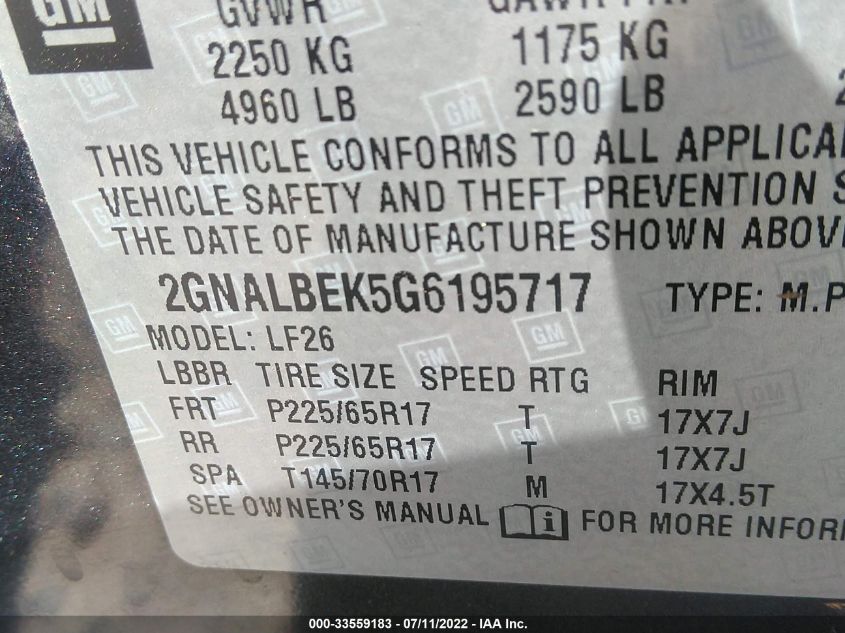 GM GVWR
2250 KG 1175 KG
4960 LB 2590 LB
THIS VEHICLE CONFORMS TO ALL
VEHICLE SAFETY AND THEFT PREVENTION
THE DATE OF MANUFACTURE SHOWN
2GNALBEK5G6195717 TYPE:
MODEL: LF26
LBBR TIRE SIZE SPEED RTG RIM
FRT P225/65R17 T 17X7J
RR P225/65R17 T 17X7J
SPA T145/70R17 M 17X4.5T
SEE OWNER'S MANUAL i FOR MORE
000-33559183 - 07/11/2022 - IAA Inc.